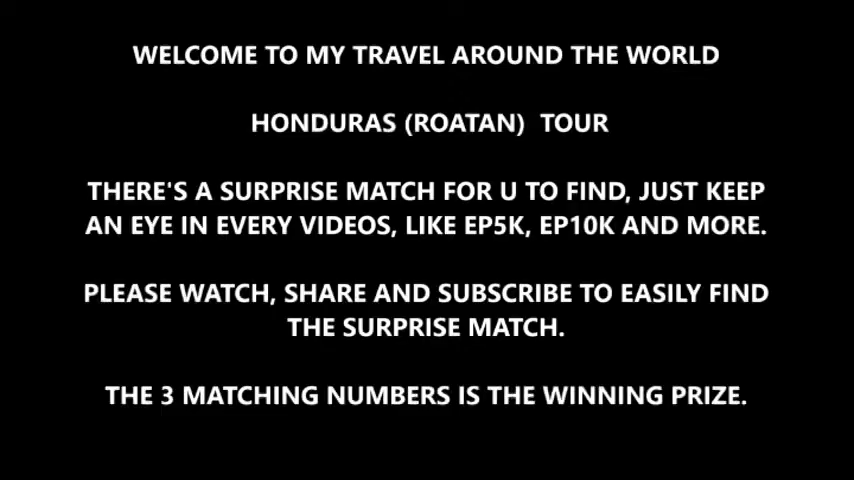 WELCOME TO MY TRAVEL AROUND THE WORLD
HONDURAS (ROATAN)  TOUR
THERE'S A SURPRISE MATCH FOR U TO FIND, JUST KEEP
AN EYE IN EVERY VIDEOS, LIKE EP5K, EP10K AND MORE.
PLEASE WATCH, SHARE AND SUBSCRIBE TO EASILY FIND
THE SURPRISE MATCH.
THE 3 MATCHING NUMBERS IS THE WINNING PRIZE.